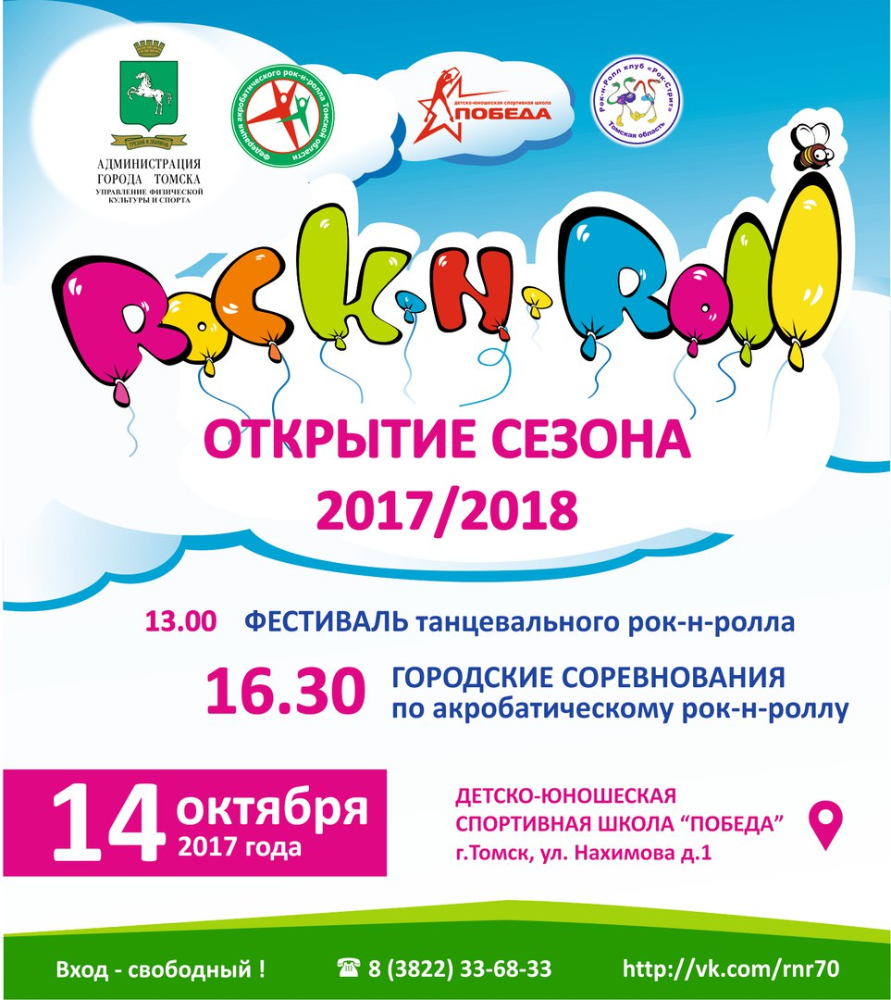 АДМИНИСТРАЦИЯ
ГОРОДА ТОМСКА
УПРАВЛЕНИЕ ФИЗИЧЕСКОЙ
КУЛЬТУРЫ И СПОРТА
Федерация акробатического рок-н-ролла Томской области
детско-юношеская спортивная школа
ПОБЕДА
Рок-н-Ролл клуб «Рок-Стрит»
Томская область
Rock-n-Roll
ОТКРЫТИЕ СЕЗОНА
2017/2018
13.00 ФЕСТИВАЛЬ танцевального рок-н-ролла
16.30 ГОРОДСКИЕ СОРЕВНОВАНИЯ
по акробатическому рок-н-роллу
14 октября
2017 года
ДЕТСКО-ЮНОШЕСКАЯ
СПОРТИВНАЯ ШКОЛА “ПОБЕДА”
г.Томск, ул. Нахимова д.1
Вход - свободный ! ☎ 8 (3822) 33-68-33 http://vk.com/rnr70